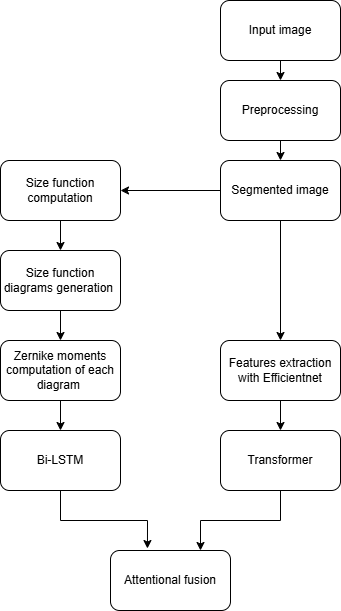 Input image
Preprocessing
Size function
computation
Segmented image
Size function
diagrams generation
Zernike moments
computation of each
diagram
Features extraction
with Efficientnet
Bi-LSTM
Transformer
Attentional fusion